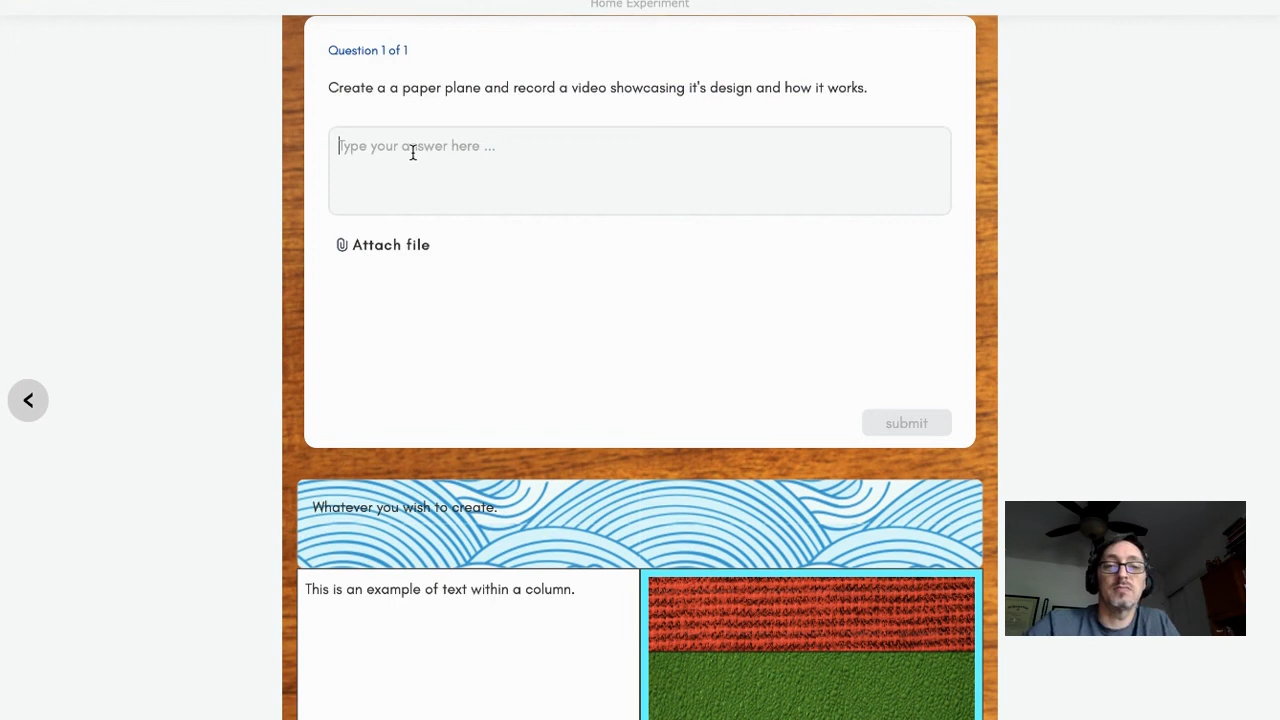 Home Experiment
Question 1 of 1
Create a a paper plane and record a video showcasing it's design and how it works.
Type your answer here ...
Attach file
submit
Whatever you wish to create.
This is an example of text within a column.